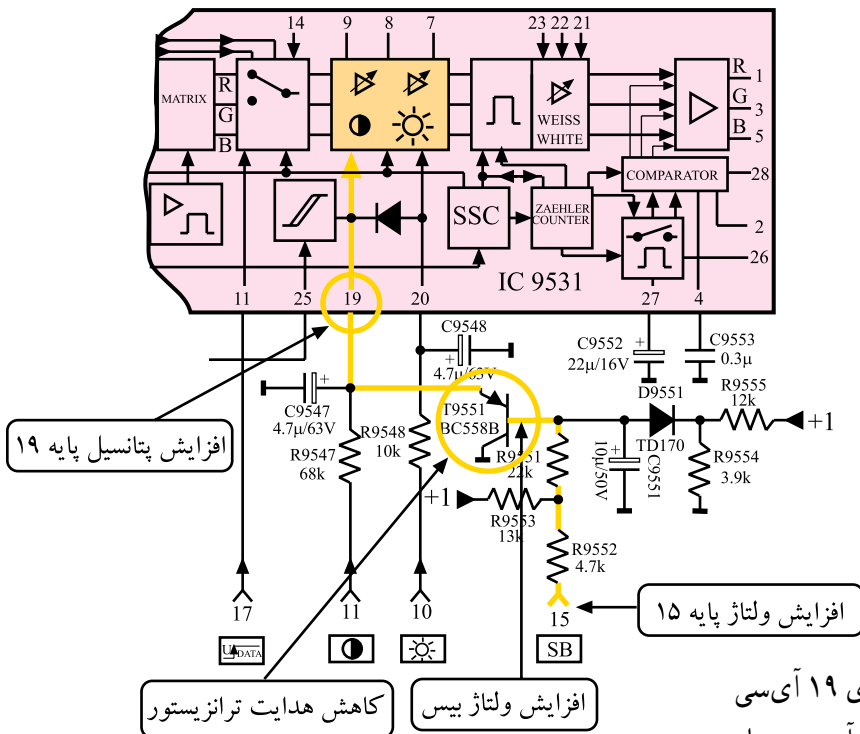 14 9 8 7 23 22 21
MATRIX
R
G
B
WEISS
WHITE
R 1
G 3
B 5
COMPARATOR
28
SSC
ZAEHLER
COUNTER
2
26
IC 9531
11 25 19 20 27 4
C9548
4.7µ/63V
C9552
22µ/16V
C9553
0.3µ
C9547
4.7µ/63V
T9551
BC558B
D9551
TD170
R9555
12k
+1
R9547
68k
R9548
10k
R9551
22k
10µ/50V
C9551
R9554
3.9k
+1
R9553
13k
R9552
4.7k
17 11 10 15
U DATA
SB
افزایش پتانسیل پایه ۱۹
افزایش ولتاژ پایه ۱۵
کاهش هدایت ترانزیستور
افزایش ولتاژ بیس
۱۹ آی‌سی